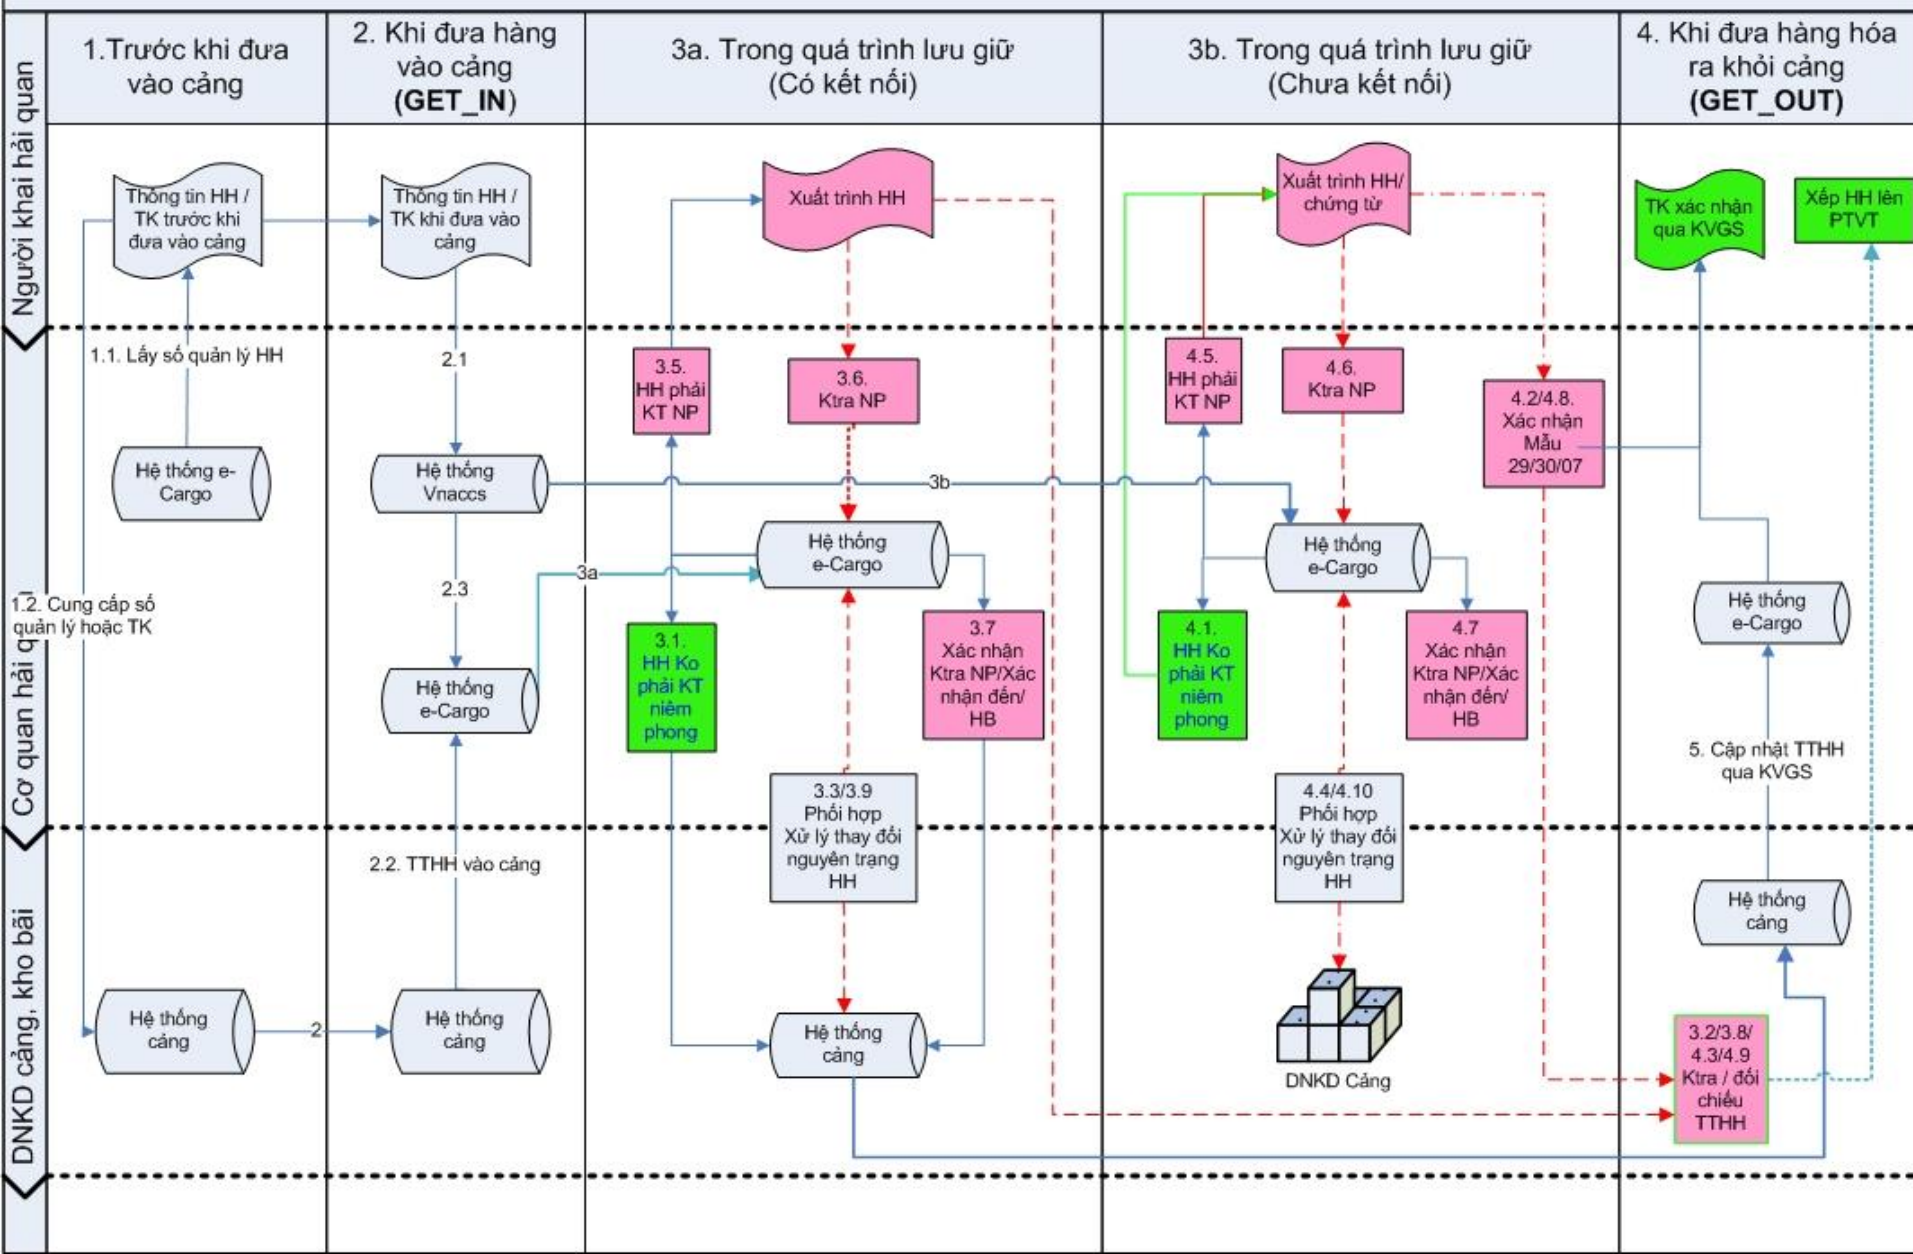 1.Trước khi đưa
vào cảng
2. Khi đưa hàng
vào cảng
(GET_IN)
3a. Trong quá trình lưu giữ
(Có kết nối)
3b. Trong quá trình lưu giữ
(Chưa kết nối)
4. Khi đưa hàng hóa
ra khỏi cảng
(GET_OUT)
Người khai hải quan
Thông tin HH /
TK trước khi
đưa vào cảng
Thông tin HH /
TK khi đưa vào
cảng
Xuất trình HH
Xuất trình HH/
chứng từ
TK xác nhận
qua KVGS
Xếp HH lên
PTVT
Cơ quan hải quan
1.1. Lấy số quản lý HH
2.1
3.5.
HH phải
KT NP
3.6.
Ktra NP
4.5.
HH phải
KT NP
4.6.
Ktra NP
4.2/4.8.
Xác nhận
Mẫu
29/30/07
Hệ thống e-
Cargo
Hệ thống
Vnaccs
3b
Hệ thống
e-Cargo
Hệ thống
e-Cargo
3a
2.3
1.2. Cung cấp số
quản lý hoặc TK
Hệ thống
e-Cargo
Hệ thống
e-Cargo
3.1.
HH Ko
phải KT
niêm
phong
3.7
Xác nhận
Ktra NP/Xác
nhận đến/
HB
4.1.
HH Ko
phải KT
niêm
phong
4.7
Xác nhận
Ktra NP/Xác
nhận đến/
HB
5. Cập nhật TTHH
qua KVGS
3.3/3.9
Phối hợp
Xử lý thay đổi
nguyên trạng
HH
4.4/4.10
Phối hợp
Xử lý thay đổi
nguyên trạng
HH
DNKD cảng, kho bãi
2.2. TTHH vào cảng
Hệ thống
cảng
Hệ thống
cảng
2
Hệ thống
cảng
Hệ thống
cảng
DNKD Cảng
3.2/3.8/
4.3/4.9
Ktra / đối
chiếu
TTHH